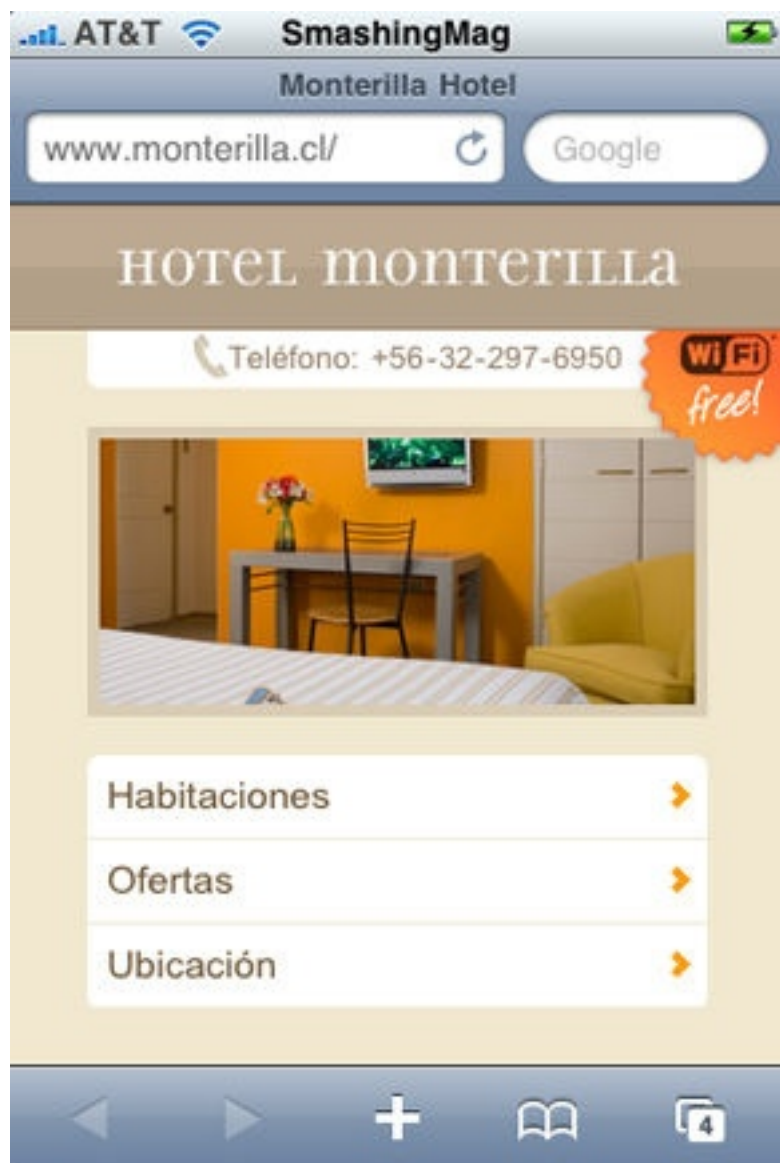 AT&T SmashingMag
Monterilla Hotel
www.monterilla.cl/ Google
HOTEL MONTERILLA
Teléfono: +56-32-297-6950
WiFi
free!
Habitaciones
Ofertas
Ubicación
4